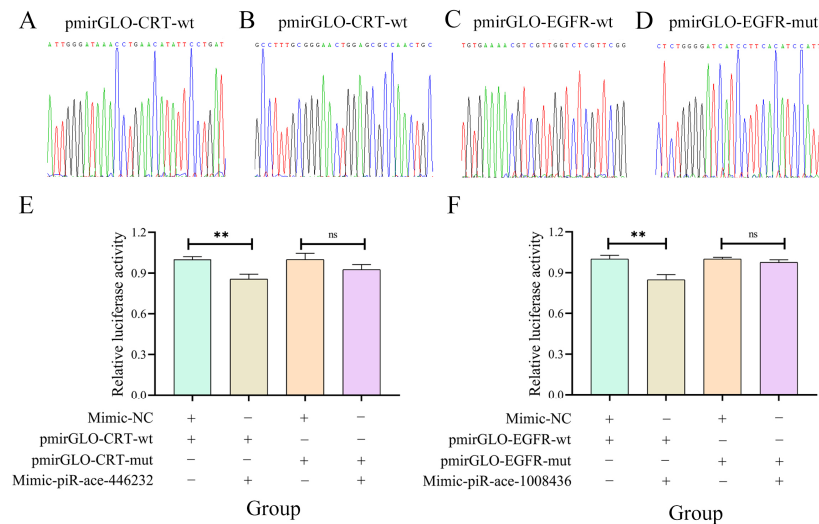 A
pmirGLO-CRT-wt
B
pmirGLO-CRT-wt
C
pmirGLO-EGFR-wt
D
pmirGLO-EGFR-mut
ATTGGGATAAACCTGAACATATTCCTGAT
GCCTTTGCGGGAACTGGAGCGCCAACTGC
TGTGAAAACGTCGTTGGTCTCGTTCGG
CTCTGGGGATCATCCTTCACATCCATT
E
Relative luciferase activity
1.2
0.9
0.6
0.3
0.0
**
ns
Mimic-NC + − + −
pmirGLO-CRT-wt + + − −
pmirGLO-CRT-mut − − + +
Mimic-piR-ace-446232 − + − +
Group
F
Relative luciferase activity
1.2
0.9
0.6
0.3
0.0
**
ns
Mimic-NC + − + −
pmirGLO-EGFR-wt + + − −
pmirGLO-EGFR-mut − − + +
Mimic-piR-ace-1008436 − + − +
Group